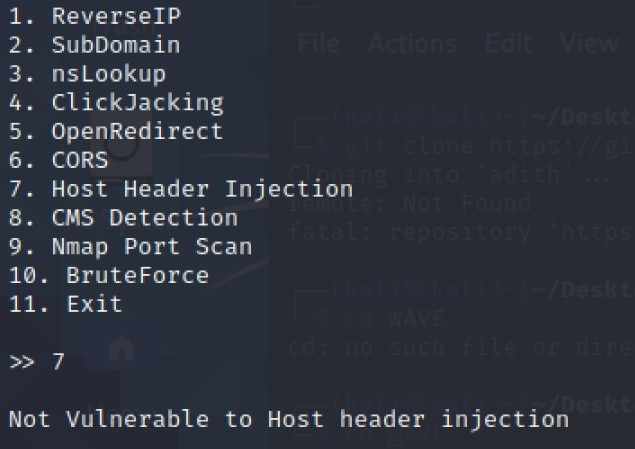 1. ReverseIP
2. SubDomain
3. nsLookup
4. ClickJacking
5. OpenRedirect
6. CORS
7. Host Header Injection
8. CMS Detection
9. Nmap Port Scan
10. BruteForce
11. Exit
>> 7
Not Vulnerable to Host header injection
File Actions Edit View
(kali㉿kali)-[~/Deskt
$ git clone https://gi
Cloning into 'adith'...
remote: Not Found
fatal: repository 'https
(kali㉿kali)-[~/Deskt
$ cd WAVE
cd: no such file or dire
(kali㉿kali)-[~/Deskt